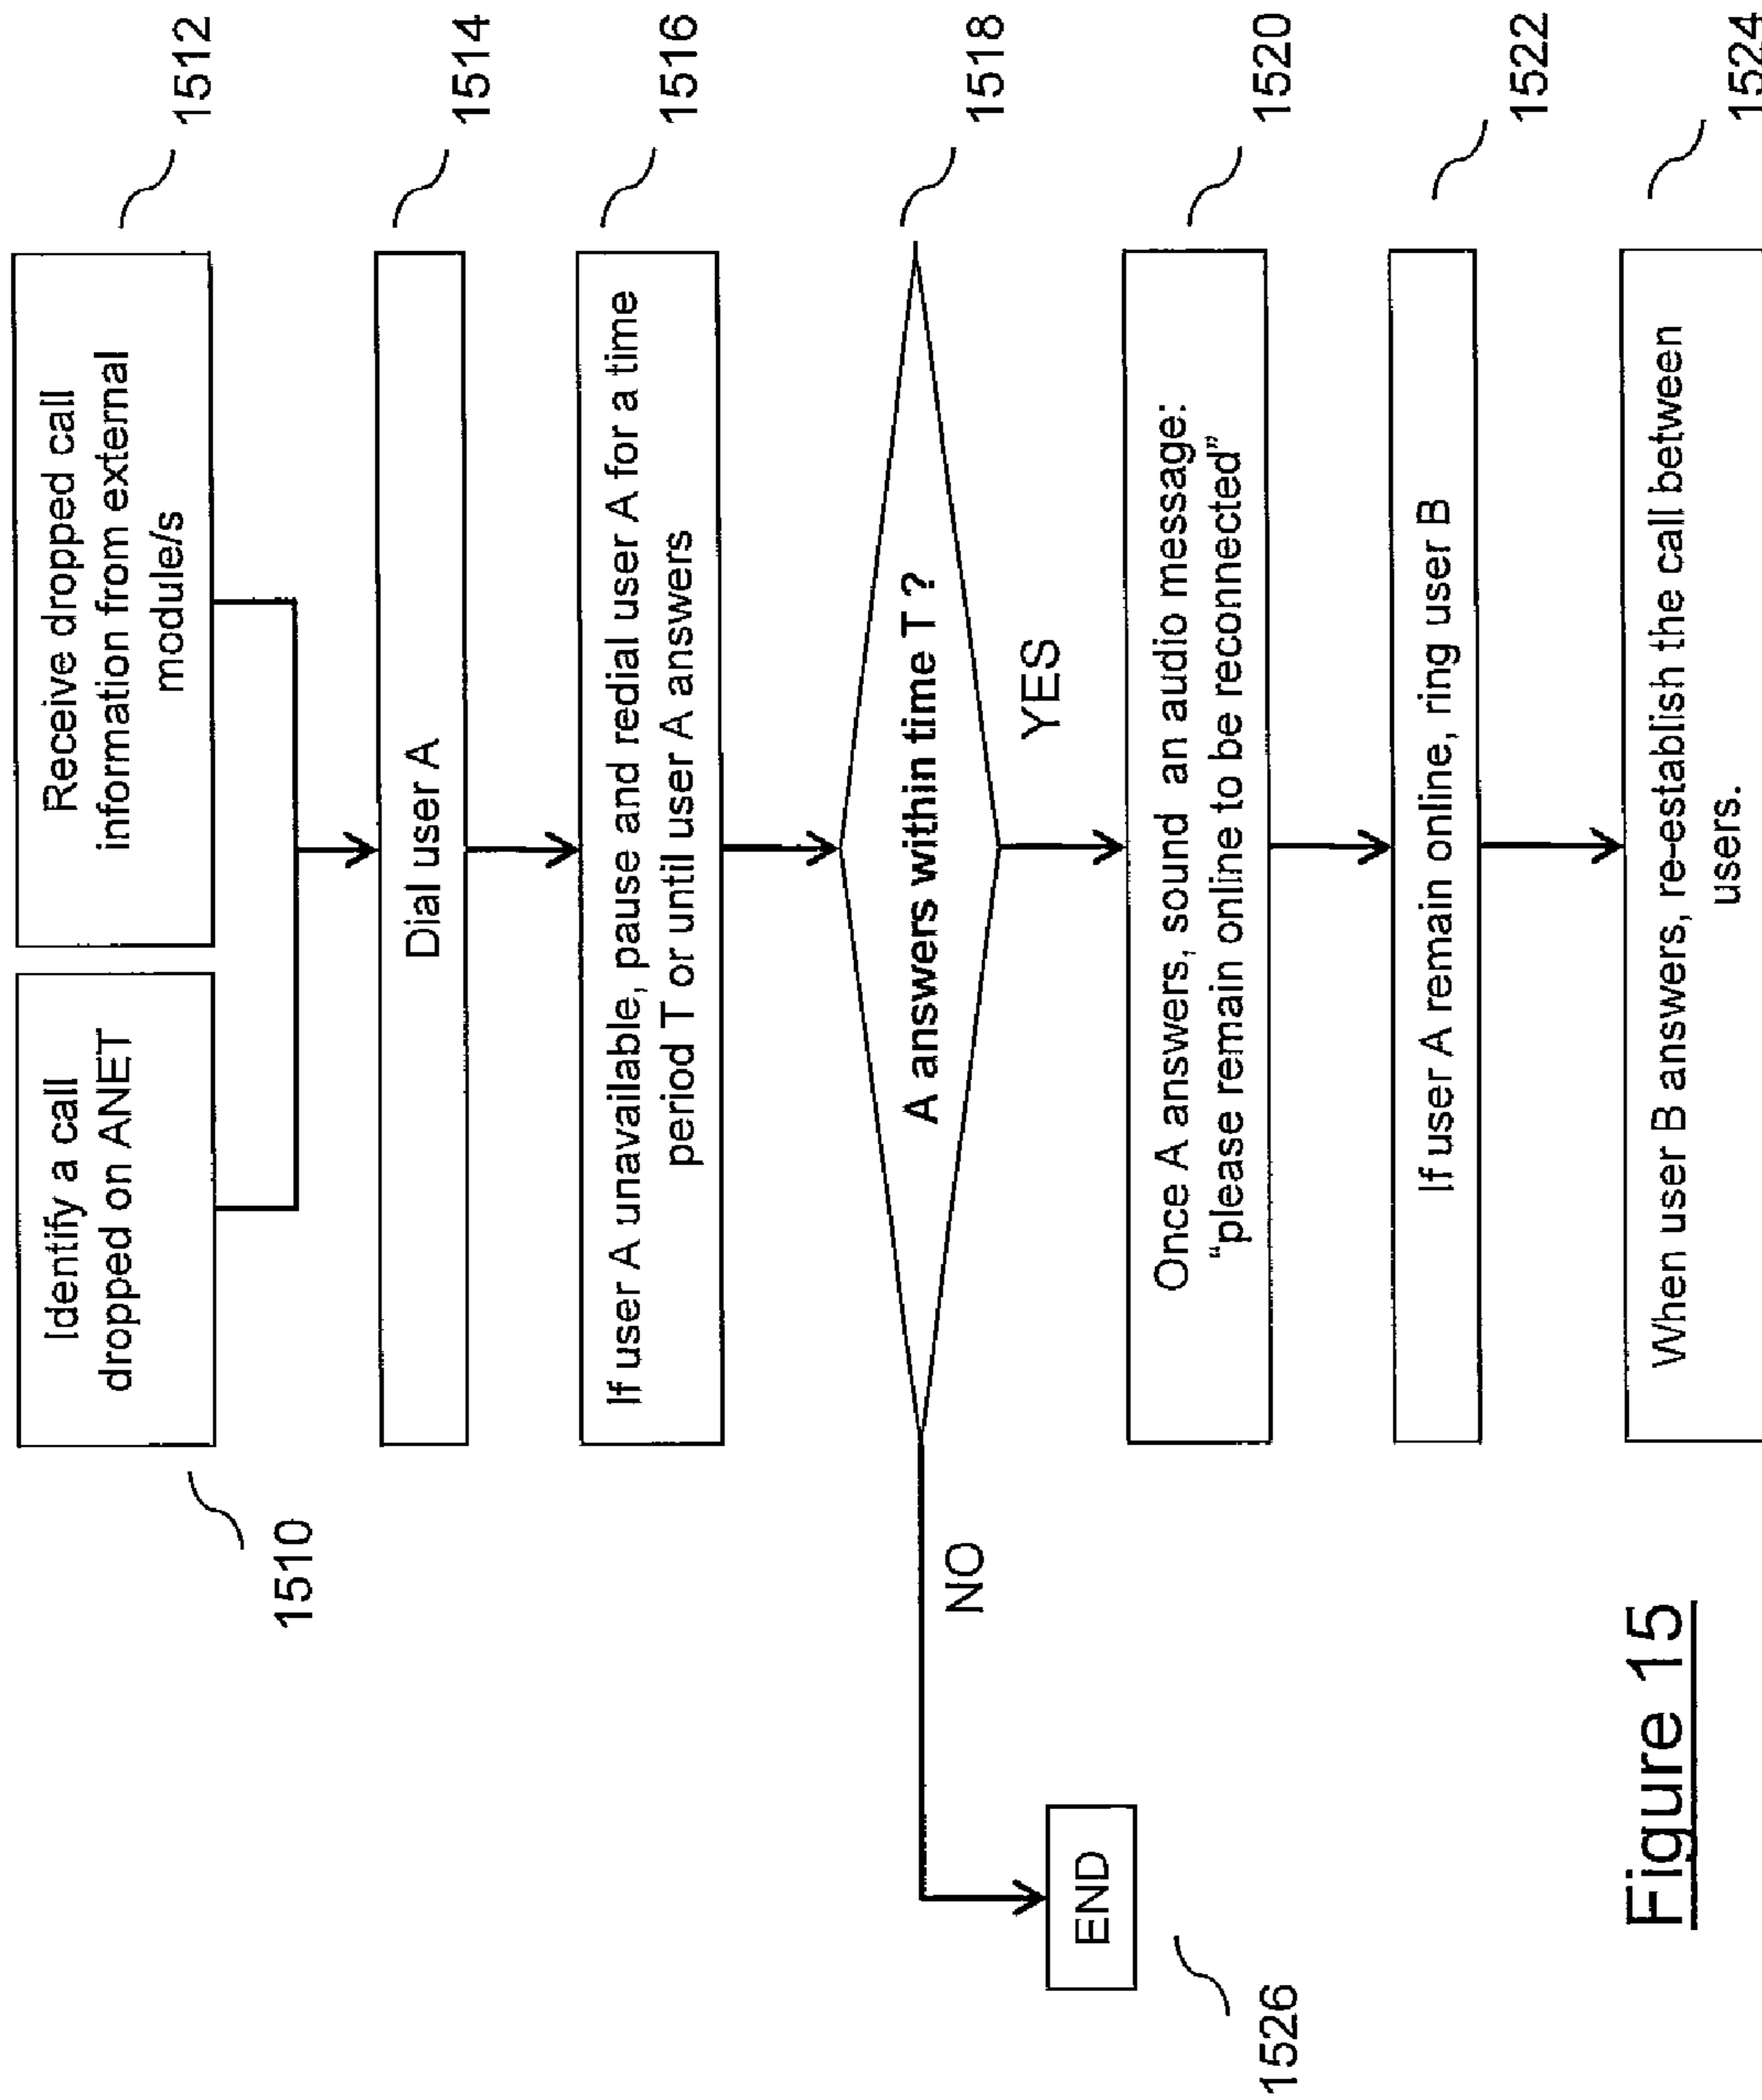 Identify a call
dropped on ANET
1510
Receive dropped call
information from external
module/s
1512
Dial user A
1514
If user A unavailable, pause and redial user A for a time
period T or until user A answers
1516
A answers within time T ?
1518
NO
YES
END
1526
Once A answers, sound an audio message:
“please remain online to be reconnected”
1520
If user A remain online, ring user B
1522
When user B answers, re-establish the call between
users.
1524
Figure 15